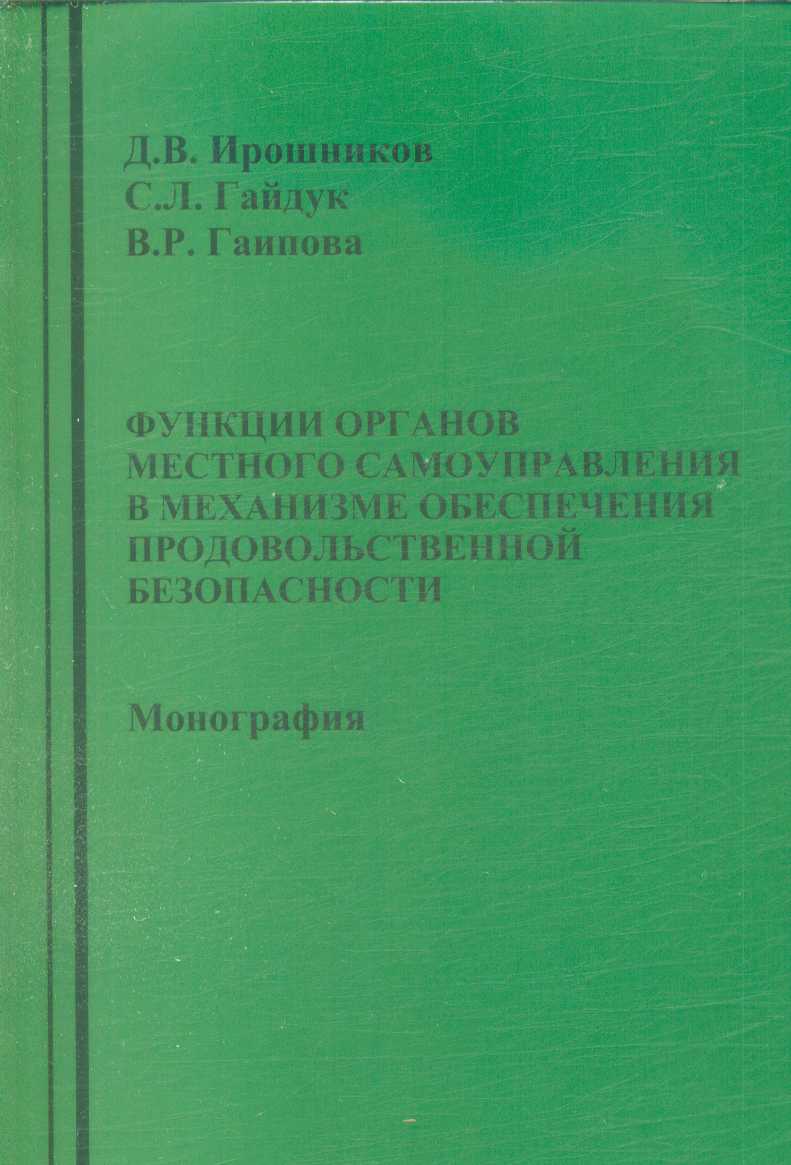 Д.В. Ирошников
С.Л. Гайдук
В.Р. Гаипова
ФУНКЦИИ ОРГАНОВ
МЕСТНОГО САМОУПРАВЛЕНИЯ
В МЕХАНИЗМЕ ОБЕСПЕЧЕНИЯ
ПРОДОВОЛЬСТВЕННОЙ
БЕЗОПАСНОСТИ
Монография